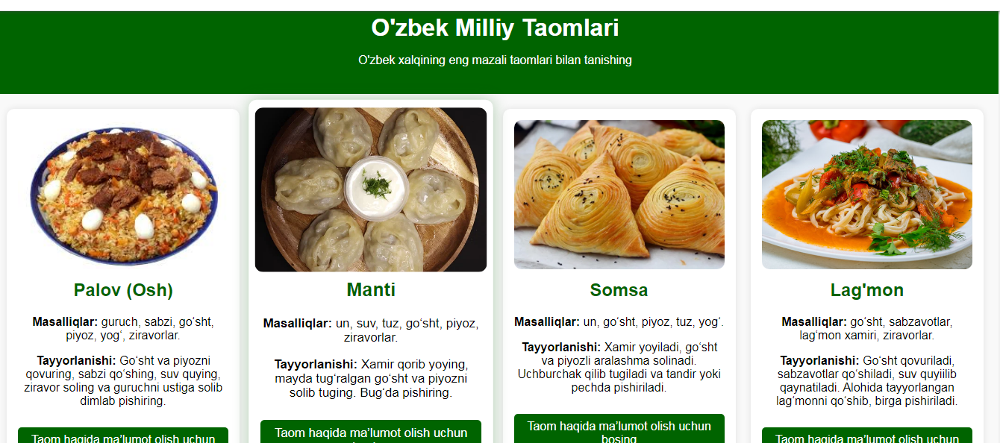 O'zbek Milliy Taomlari
O'zbek xalqining eng mazali taomlari bilan tanishing
Palov (Osh)
Masalliqlar: guruch, sabzi, go‘sht,
piyoz, yog‘, ziravorlar.
Tayyorlanishi: Go‘sht va piyozni
qovuring, sabzi qo‘shing, suv quying,
ziravor soling va guruchni ustiga solib
dimlab pishiring.
Taom haqida ma’lumot olish uchun
Manti
Masalliqlar: un, suv, tuz, go‘sht, piyoz,
ziravorlar.
Tayyorlanishi: Xamir qorib yoying,
mayda tug‘ralgan go‘sht va piyozni
solib tuging. Bug‘da pishiring.
Taom haqida ma’lumot olish uchun
Somsa
Masalliqlar: un, go‘sht, piyoz, tuz, yog‘.
Tayyorlanishi: Xamir yoyiladi, go‘sht
va piyozli aralashma solinadi.
Uchburchak qilib tugiladi va tandir yoki
pechda pishiriladi.
Taom haqida ma’lumot olish uchun
bosing
Lag'mon
Masalliqlar: go‘sht, sabzavotlar,
lag‘mon xamiri, ziravorlar.
Tayyorlanishi: Go‘sht qovuriladi,
sabzavotlar qo‘shiladi, suv quyiilib
qaynatiladi. Alohida tayyorlangan
lag‘monni qo‘shib, birga pishiriladi.
Taom haqida ma’lumot olish uchun